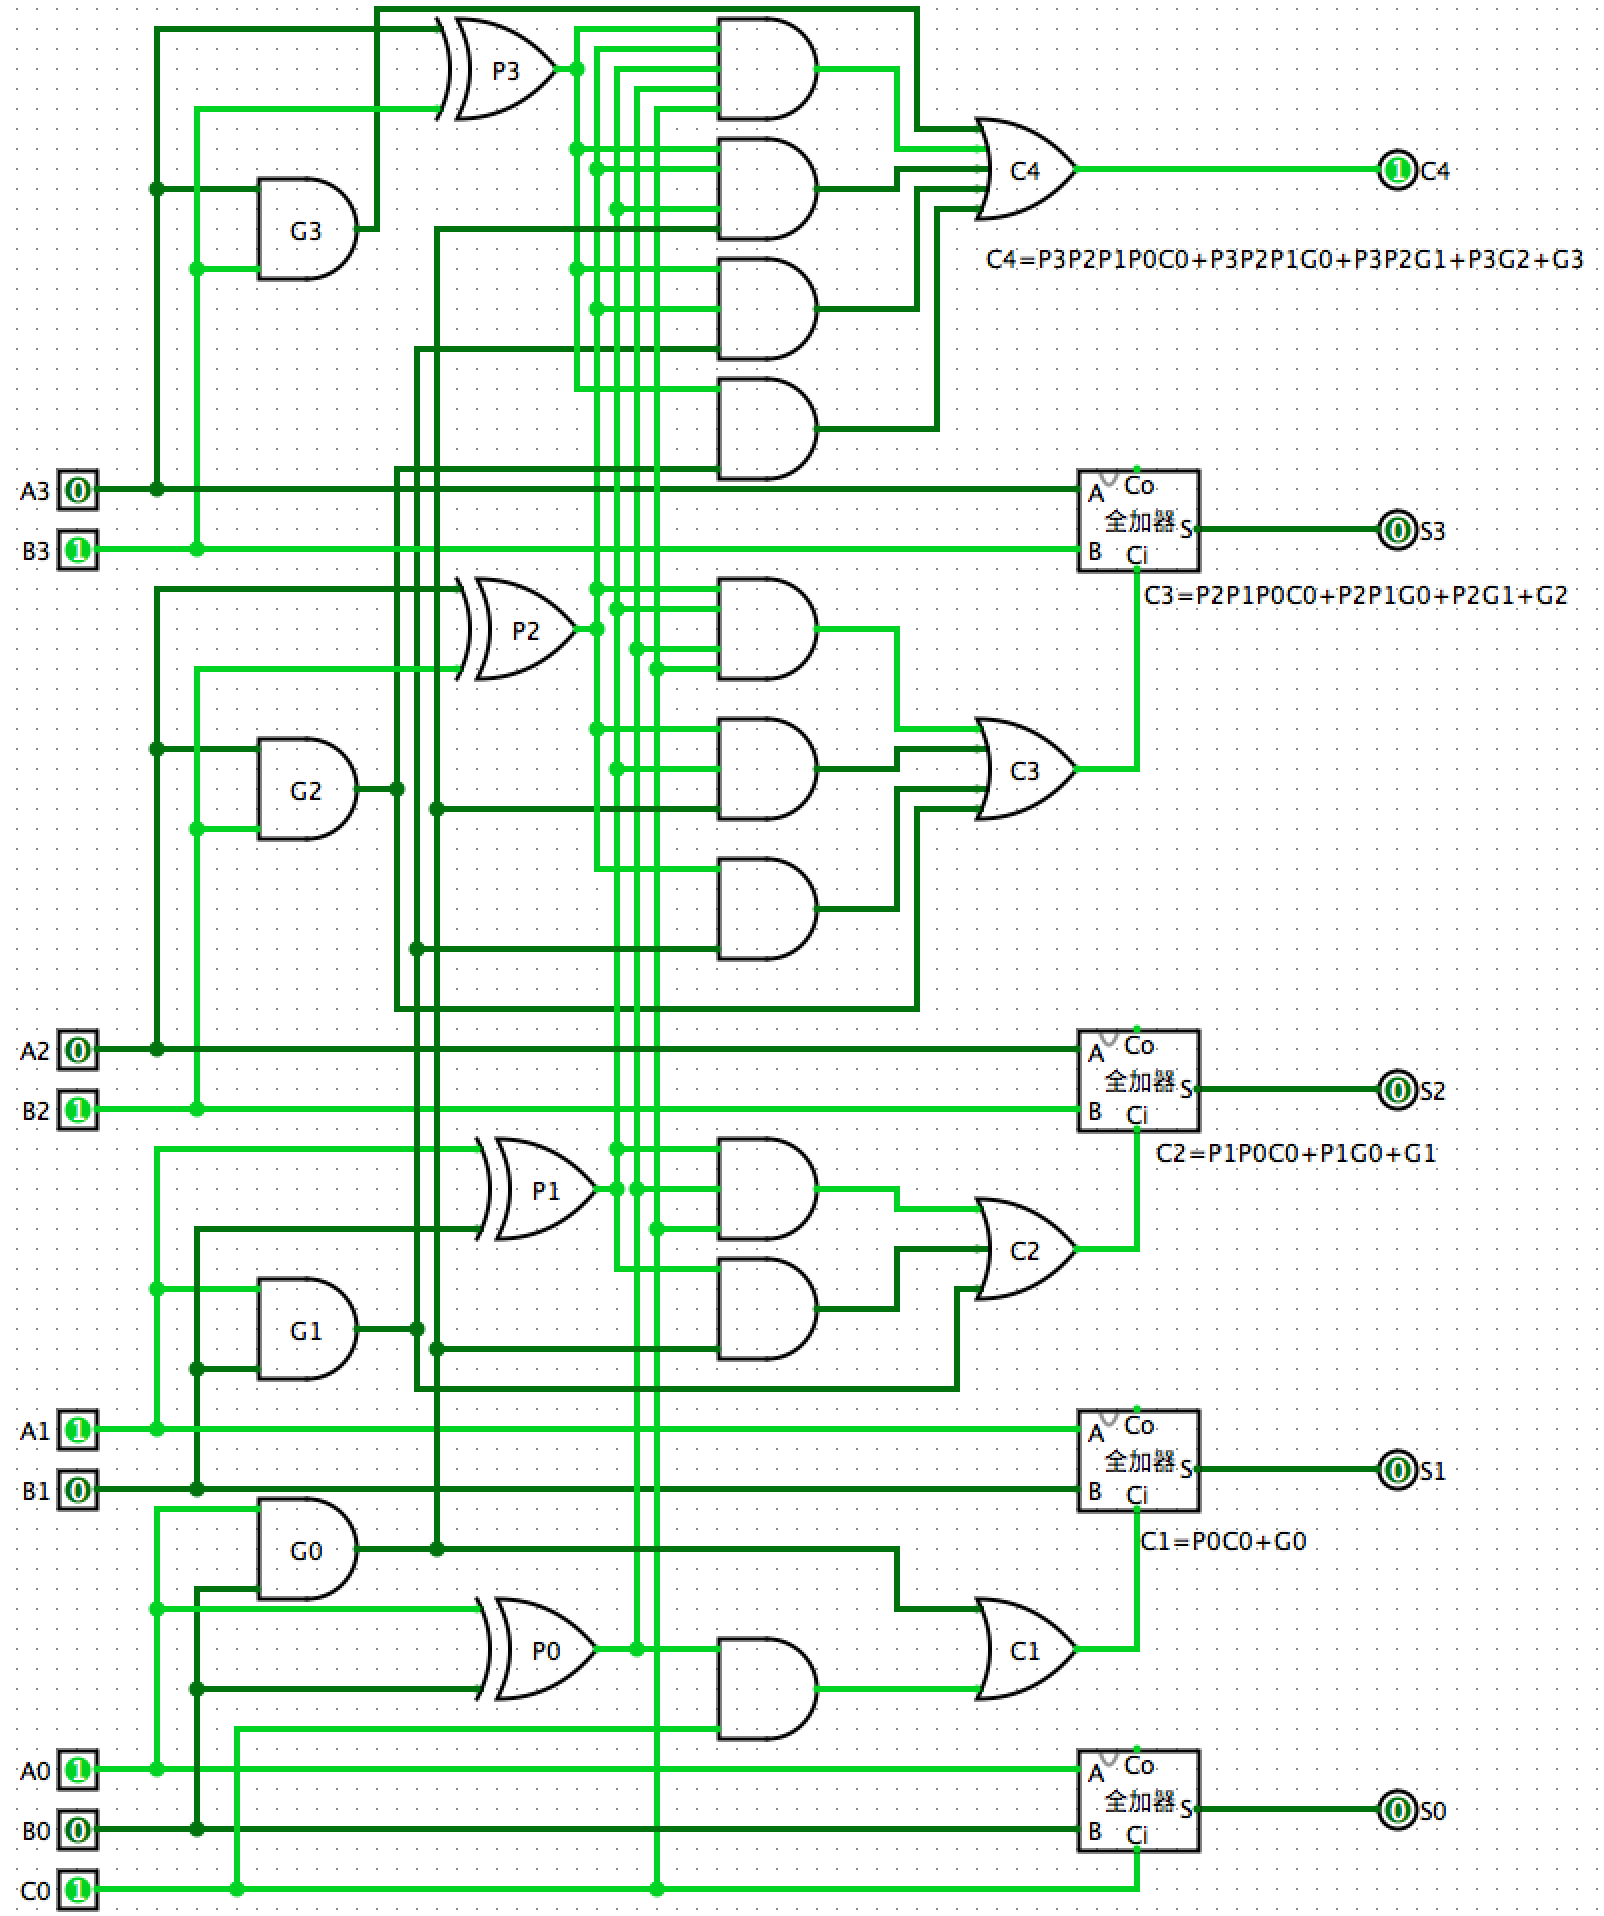 P3
G3
C4
1 C4
C4=P3P2P1P0C0+P3P2P1G0+P3P2G1+P3G2+G3
A3 0
B3 1
A Co
全加器 S
B Ci
0 S3
C3=P2P1P0C0+P2P1G0+P2G1+G2
P2
G2
C3
A2 0
B2 1
A Co
全加器 S
B Ci
0 S2
C2=P1P0C0+P1G0+G1
P1
C2
G1
A1 1
B1 0
A Co
全加器 S
B Ci
0 S1
C1=P0C0+G0
G0
P0
C1
A0 1
B0 0
C0 1
A Co
全加器 S
B Ci
0 S0